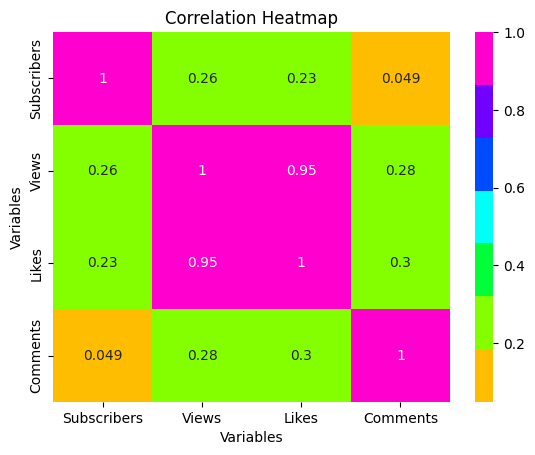 Correlation Heatmap
Subscribers
Views
Likes
Comments
Variables
1 0.26 0.23 0.049
0.26 1 0.95 0.28
0.23 0.95 1 0.3
0.049 0.28 0.3 1
Subscribers Views Likes Comments
Variables
1.0
0.8
0.6
0.4
0.2